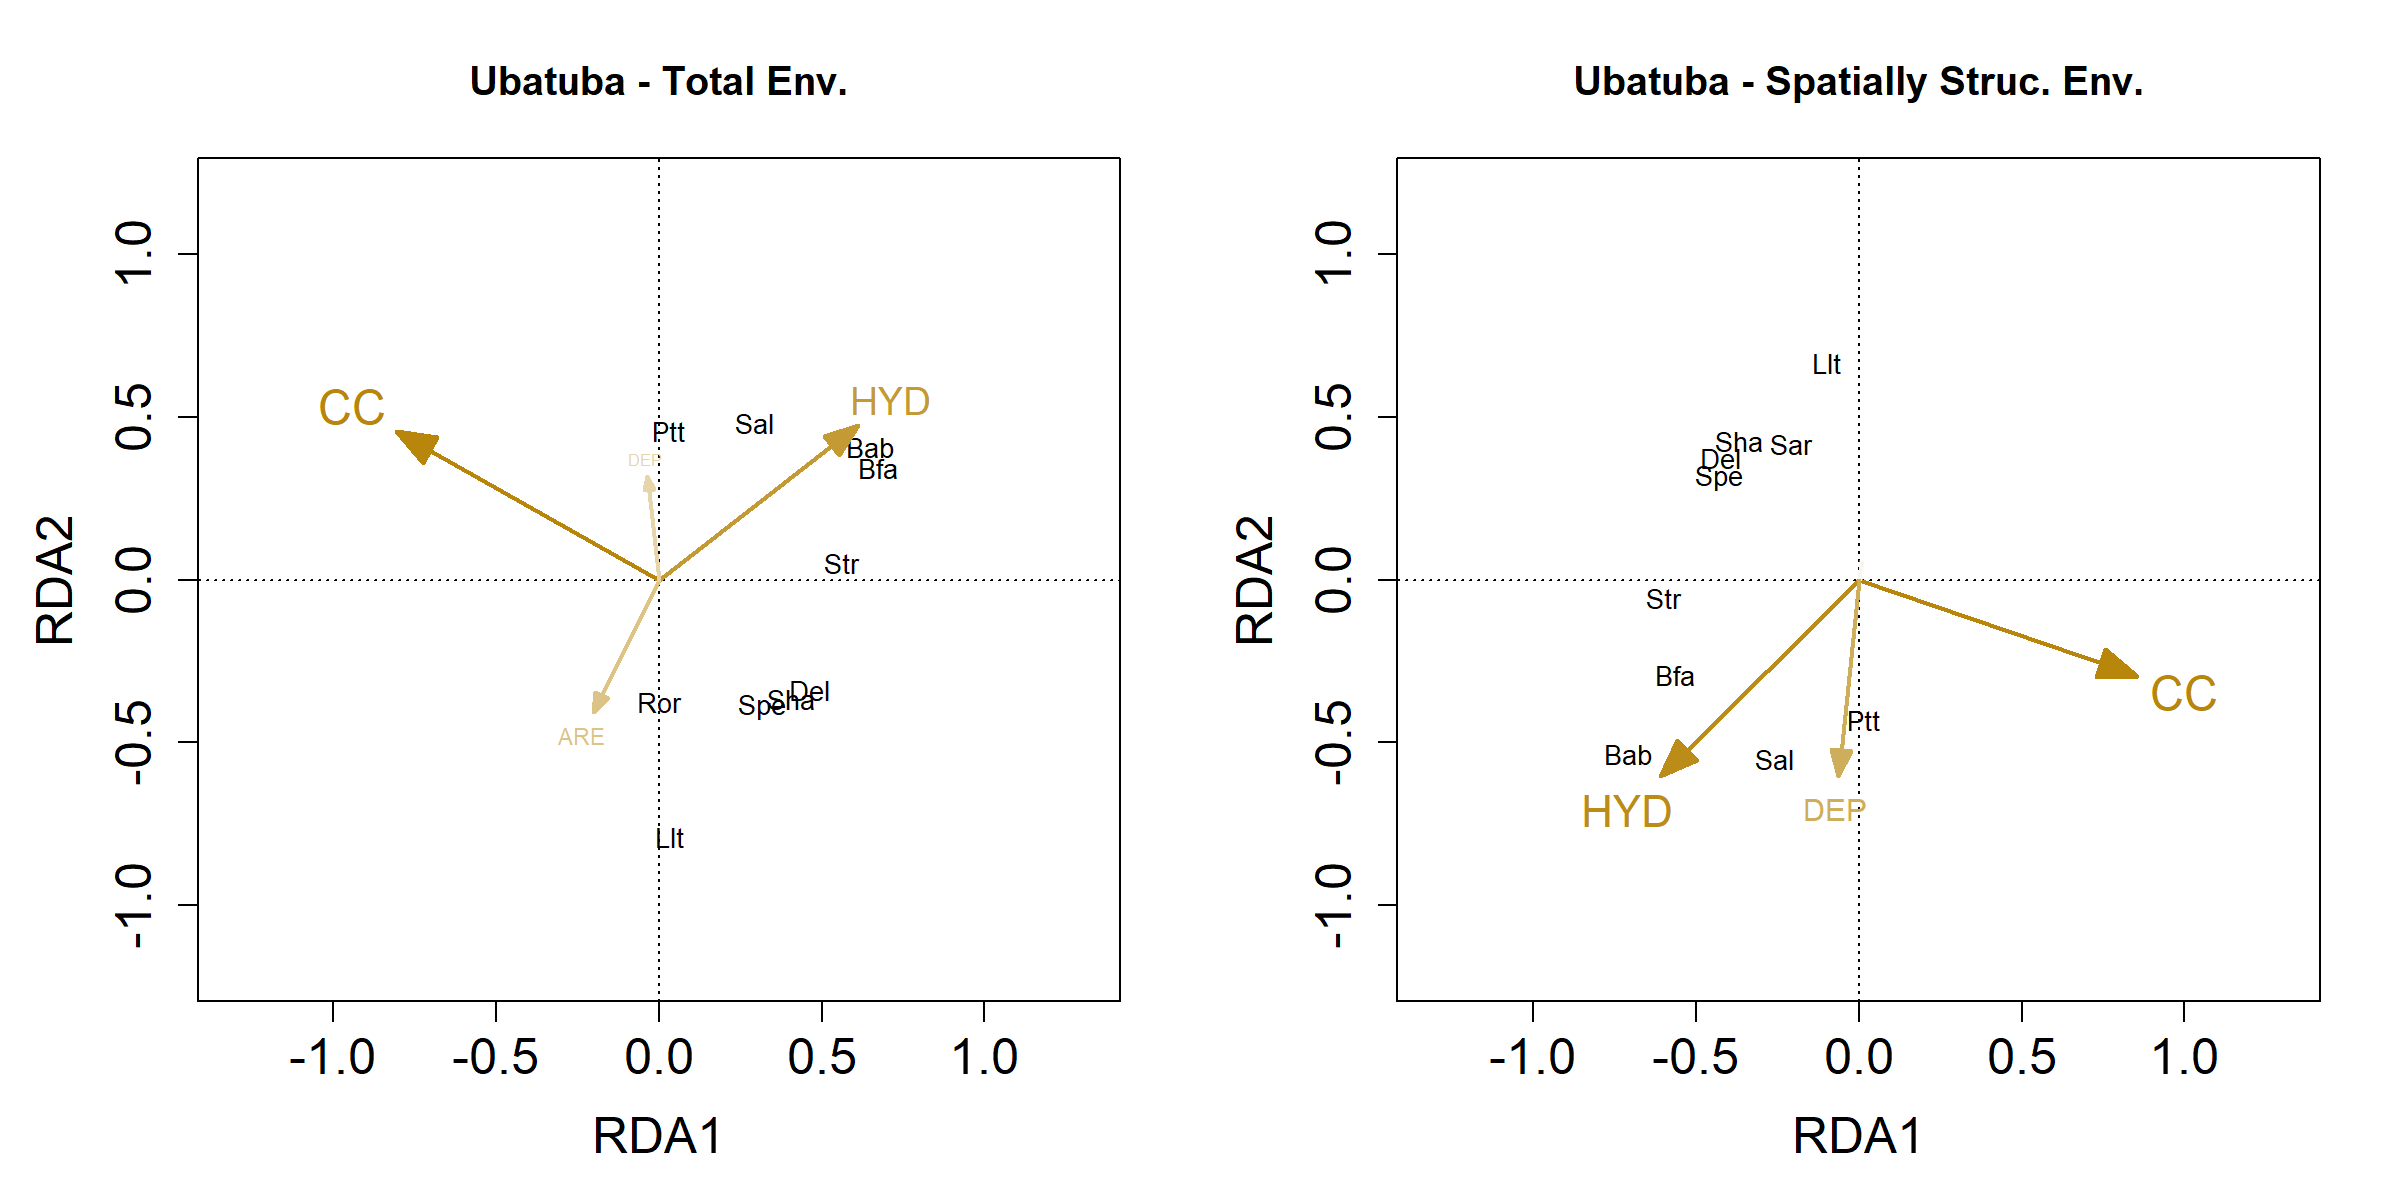 Ubatuba - Total Env.
RDA2
1.0
0.5
0.0
-0.5
-1.0
CC
HYD
Ptt
Sal
DEP
Bab
Bfa
Str
Ror
Spe
Sha
Del
ARE
Llt
-1.0 -0.5 0.0 0.5 1.0
RDA1
Ubatuba - Spatially Struc. Env.
RDA2
1.0
0.5
0.0
-0.5
-1.0
Llt
Sha
Sar
Del
Spe
Str
Bfa
CC
Ptt
Bab
Sal
HYD
DEP
-1.0 -0.5 0.0 0.5 1.0
RDA1